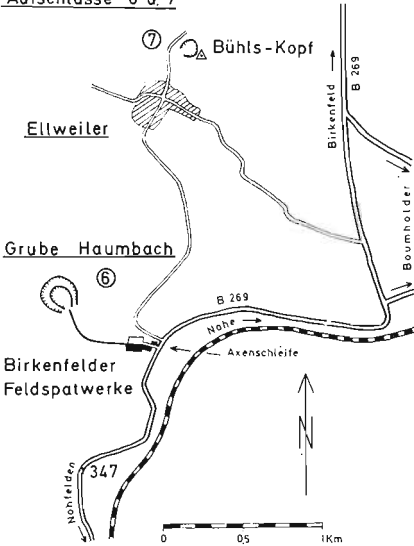 Aufschlüsse 6 u. 7
7
Bühls-Kopf
B 269
Birkenfeld
Ellweiler
Baumholder
Grube Haumbach
6
B 269
Nahe
Axenschleife
Birkenfelder
Feldspatwerke
N
347
Nohfelden
0 0,5 1Km